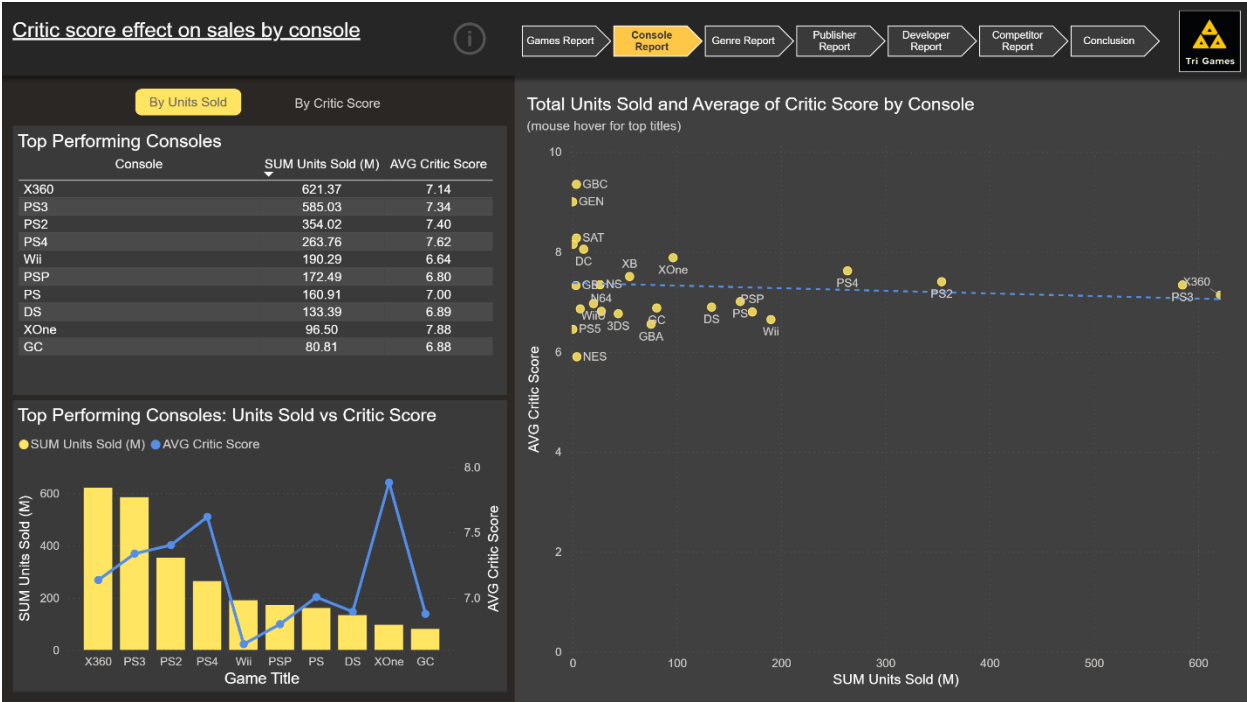 Critic score effect on sales by console
i
Games Report
Console
Report
Genre Report
Publisher
Report
Developer
Report
Competitor
Report
Conclusion
Tri Games
By Units Sold
By Critic Score
Top Performing Consoles
Console SUM Units Sold (M) AVG Critic Score
X360 621.37 7.14
PS3 585.03 7.34
PS2 354.02 7.40
PS4 263.76 7.62
Wii 190.29 6.64
PSP 172.49 6.80
PS 160.91 7.00
DS 133.39 6.89
XOne 96.50 7.88
GC 80.81 6.88
Top Performing Consoles: Units Sold vs Critic Score
SUM Units Sold (M) AVG Critic Score
SUM Units Sold (M)
600
400
200
0
8.0
7.5
7.0
AVG Critic Score
X360 PS3 PS2 PS4 Wii PSP PS DS XOne GC
Game Title
Total Units Sold and Average of Critic Score by Console
(mouse hover for top titles)
AVG Critic Score
10
8
6
4
2
0
GBC
GEN
SAT
DC
XB
XOne
PS4
PS2
X360
PS3
NS
N64
WiiU
3DS
GC
GBA
DS
PS
PSP
Wii
PS5
NES
0 100 200 300 400 500 600
SUM Units Sold (M)